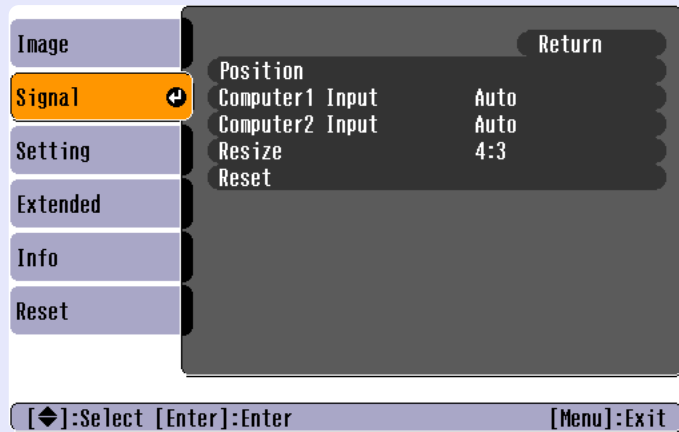 Image
Signal
Setting
Extended
Info
Reset
Return
Position
Computer1 Input Auto
Computer2 Input Auto
Resize 4:3
Reset
[◆]:Select [Enter]:Enter [Menu]:Exit